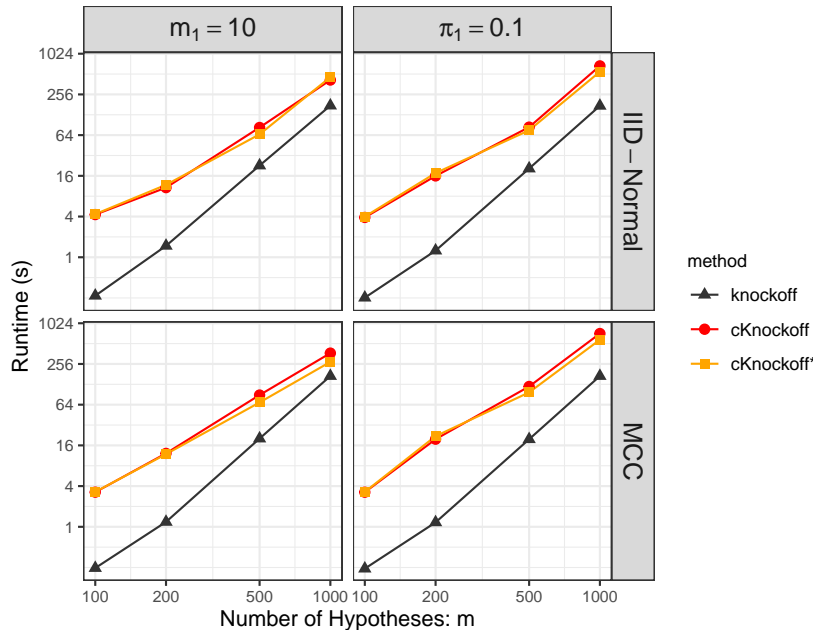 m₁ = 10
π₁ = 0.1
1024
256
64
16
4
1
IID − Normal
1024
256
64
16
4
1
MCC
Runtime (s)
100
200
500
1000
100
200
500
1000
Number of Hypotheses: m
method
knockoff
cKnockoff
cKnockoff*